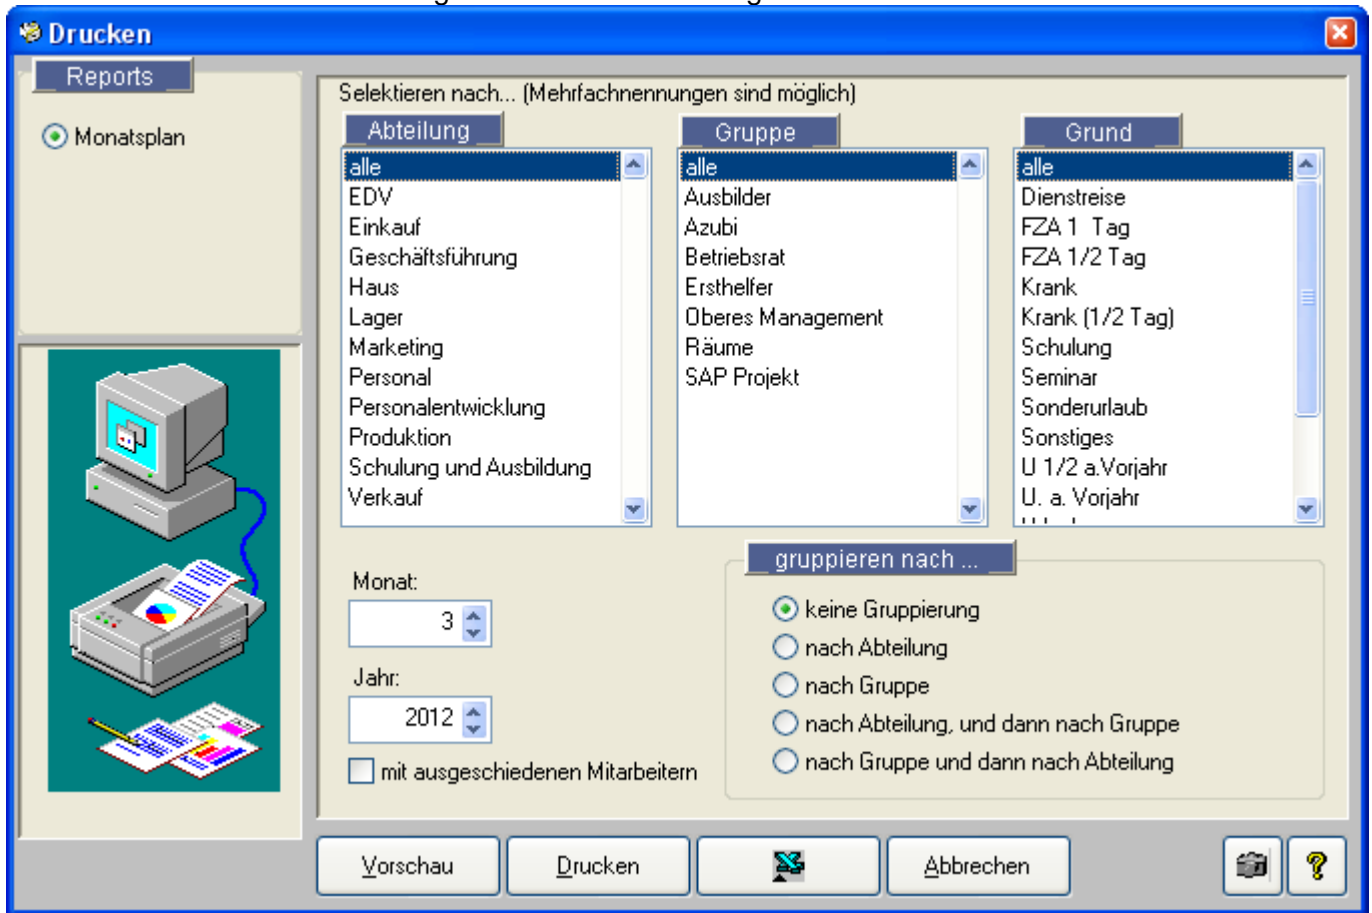 Drucken
Reports
Monatsplan
Selektieren nach... (Mehrfachnennungen sind möglich)
Abteilung
alle
EDV
Einkauf
Geschäftsführung
Haus
Lager
Marketing
Personal
Personalentwicklung
Produktion
Schulung und Ausbildung
Verkauf
Gruppe
alle
Ausbilder
Azubi
Betriebsrat
Ersthelfer
Oberes Management
Räume
SAP Projekt
Grund
alle
Dienstreise
FZA 1  Tag
FZA 1/2 Tag
Krank
Krank (1/2 Tag)
Schulung
Seminar
Sonderurlaub
Sonstiges
U 1/2 a.Vorjahr
U. a. Vorjahr
Monat:
3
Jahr:
2012
mit ausgeschiedenen Mitarbeitern
gruppieren nach ...
keine Gruppierung
nach Abteilung
nach Gruppe
nach Abteilung, und dann nach Gruppe
nach Gruppe und dann nach Abteilung
Vorschau
Drucken
Abbrechen
?